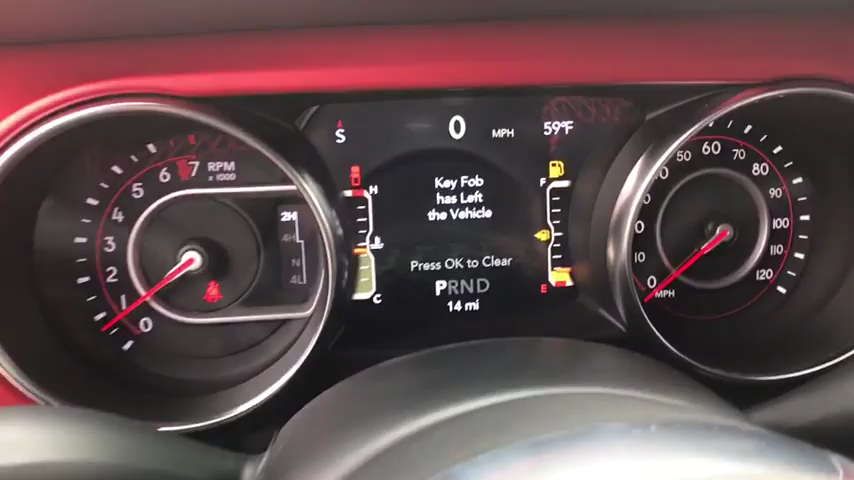 S
0 MPH
59°F
Key Fob
has Left
the Vehicle
Press OK to Clear
PRND
14 mi
H
C
F
E
RPM
x 1000
0
1
2
3
4
5
6
7
2H
4H
N
4L
0
10
50
60
70
80
90
100
110
120
MPH